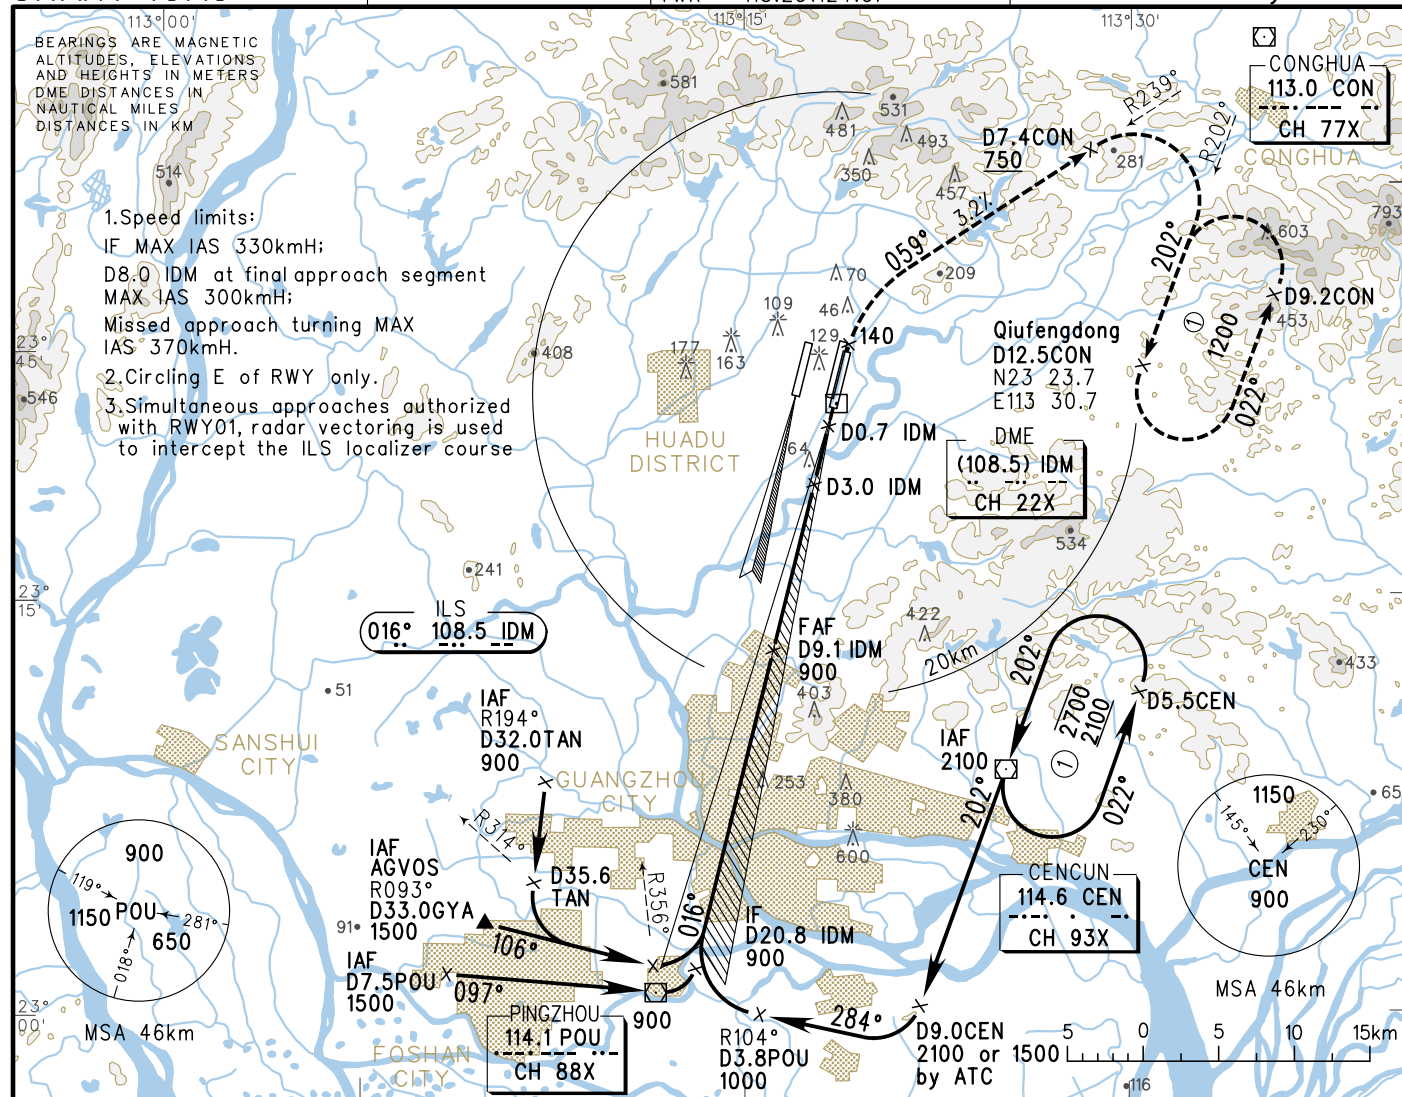 113°00'
113°15'
113°30'
BEARINGS ARE MAGNETIC
ALTITUDES, ELEVATIONS
AND HEIGHTS IN METERS
DME DISTANCES IN
NAUTICAL MILES
DISTANCES IN KM
1.Speed limits:
IF MAX IAS 330kmH;
D8.0 IDM at final approach segment
MAX IAS 300kmH;
Missed approach turning MAX
IAS 370kmH.
2.Circling E of RWY only.
3.Simultaneous approaches authorized
with RWY01, radar vectoring is used
to intercept the ILS localizer course
CONGHUA
113.0 CON
CH 77X
CONGHUA
R239°
R202°
D7.4CON
750
3.2%
059°
202°
D9.2CON
1
1200
022°
Qiufengdong
D12.5CON
N23 23.7
E113 30.7
DME
(108.5) IDM
CH 22X
581
531
481
493
350
457
281
514
793
603
453
209
70
46
109
129
140
177
163
408
546
64
534
241
422
433
51
403
253
380
600
65
91
116
23°
45'
23°
15'
23°
00'
HUADU
DISTRICT
D0.7 IDM
D3.0 IDM
ILS
016° 108.5 IDM
FAF
D9.1 IDM
900
20km
202°
2700
2100
1
D5.5CEN
022°
IAF
2100
202°
IAF
R194°
D32.0TAN
900
SANSHUI
CITY
GUANGZHOU
CITY
R314°
IAF
AGVOS
R093°
D33.0GYA
1500
D35.6
TAN
R356°
016°
106°
IF
D20.8 IDM
900
IAF
D7.5POU
1500
097°
900
PINGZHOU
114.1 POU
CH 88X
FOSHAN
CITY
R104°
D3.8POU
1000
284°
D9.0CEN
2100 or 1500
by ATC
CENCUN
114.6 CEN
CH 93X
900
119°
1150
POU
281°
650
018°
MSA 46km
1150
145°
230°
CEN
900
MSA 46km
5 0 5 10 15km